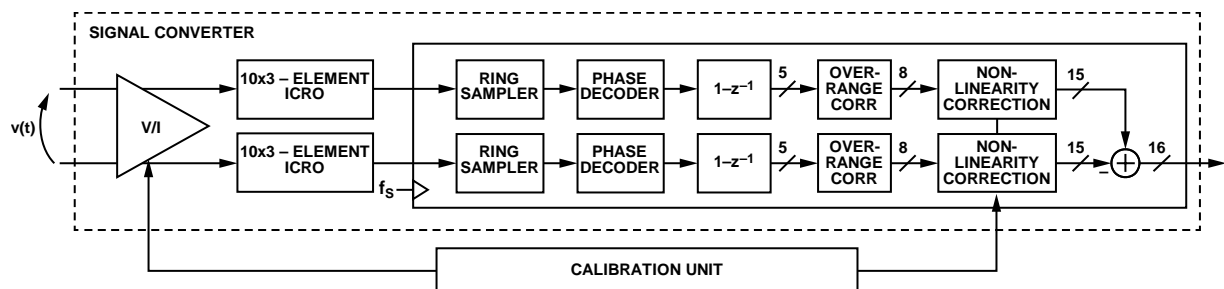 SIGNAL CONVERTER
v(t)
V/I
10x3 – ELEMENT
ICRO
RING
SAMPLER
PHASE
DECODER
1–z⁻¹
5
OVER-
RANGE
CORR
8
NON-
LINEARITY
CORRECTION
15
10x3 – ELEMENT
ICRO
fS
RING
SAMPLER
PHASE
DECODER
1–z⁻¹
5
OVER-
RANGE
CORR
8
NON-
LINEARITY
CORRECTION
15
–
+
16
CALIBRATION UNIT